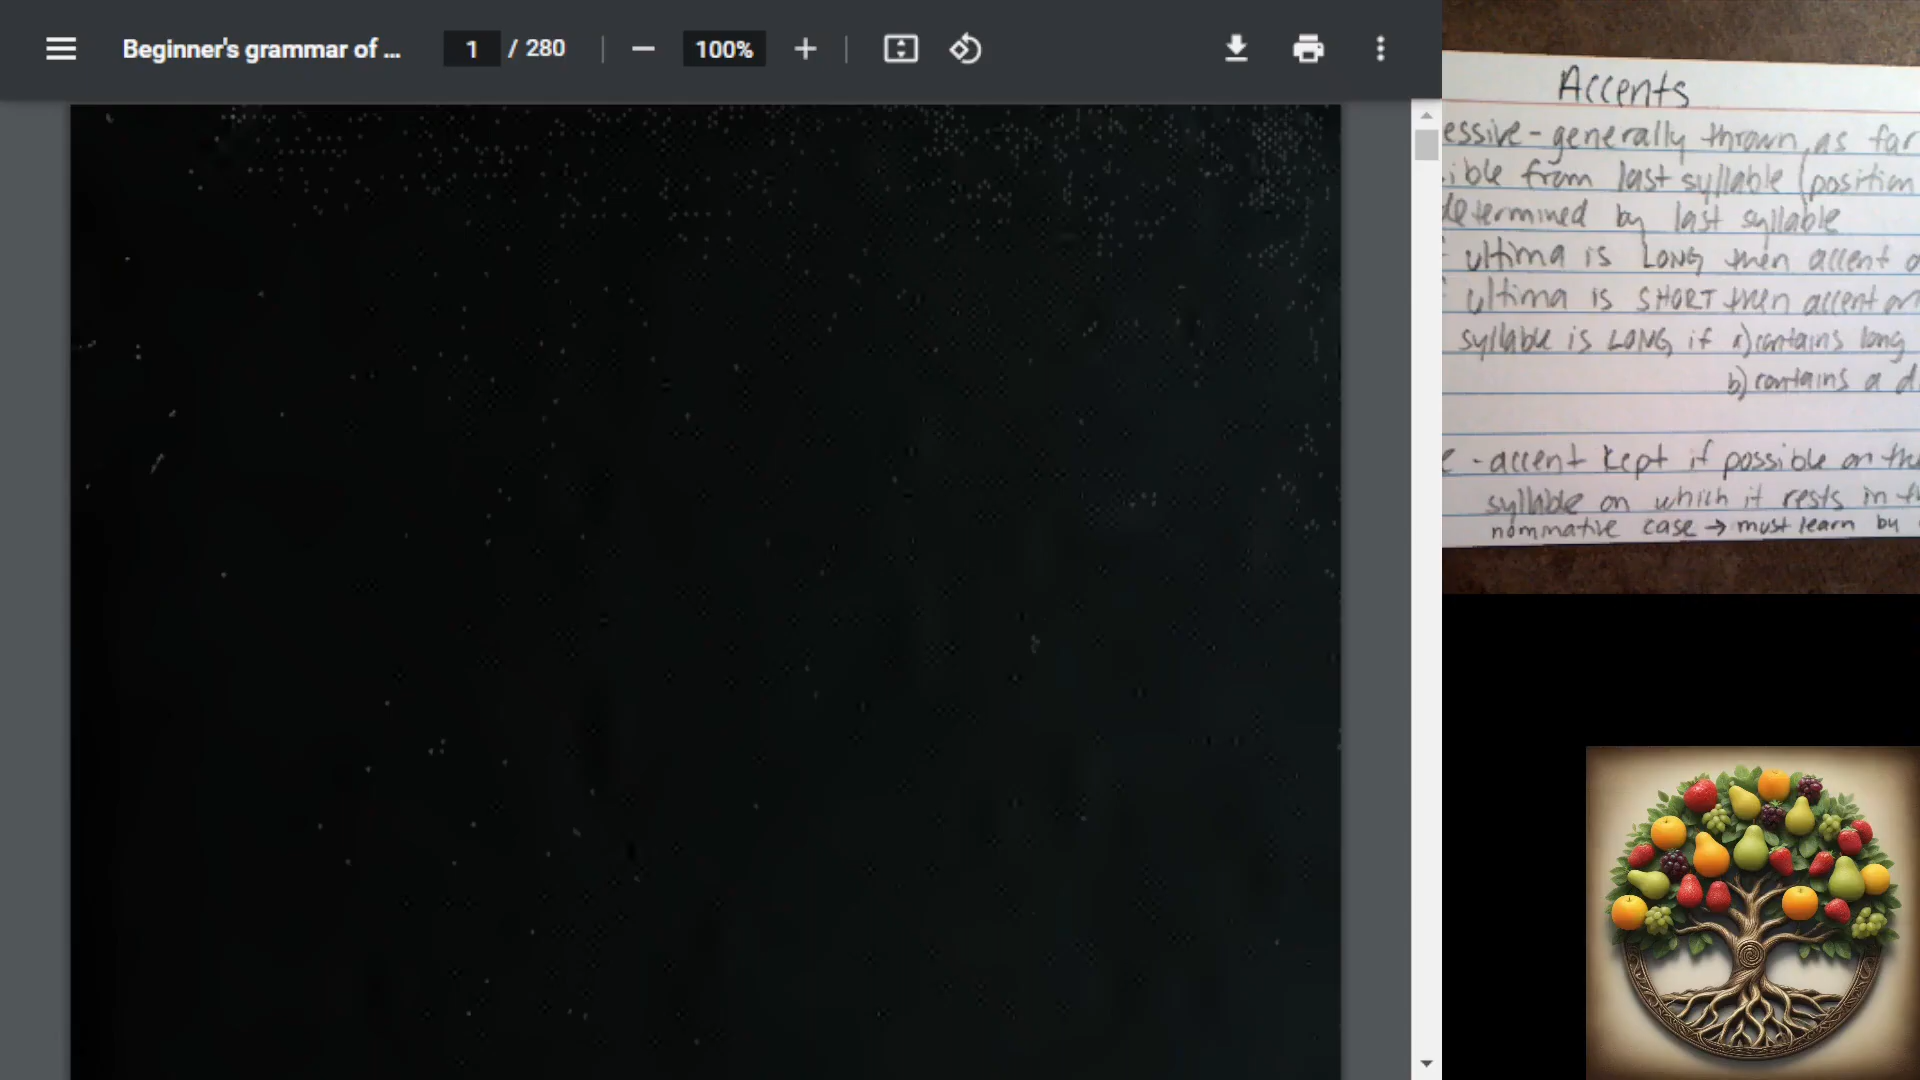 Beginner's grammar of ...
1 / 280
100%
Accents
essive - generally thrown as far
ible from last syllable (position
determined by last syllable
ultima is LONG then accent
ultima is SHORT then accent on
syllable is LONG if a) contains long
b) contains a d
- accent kept if possible on the
syllable on which it rests in
nominative case → must learn by